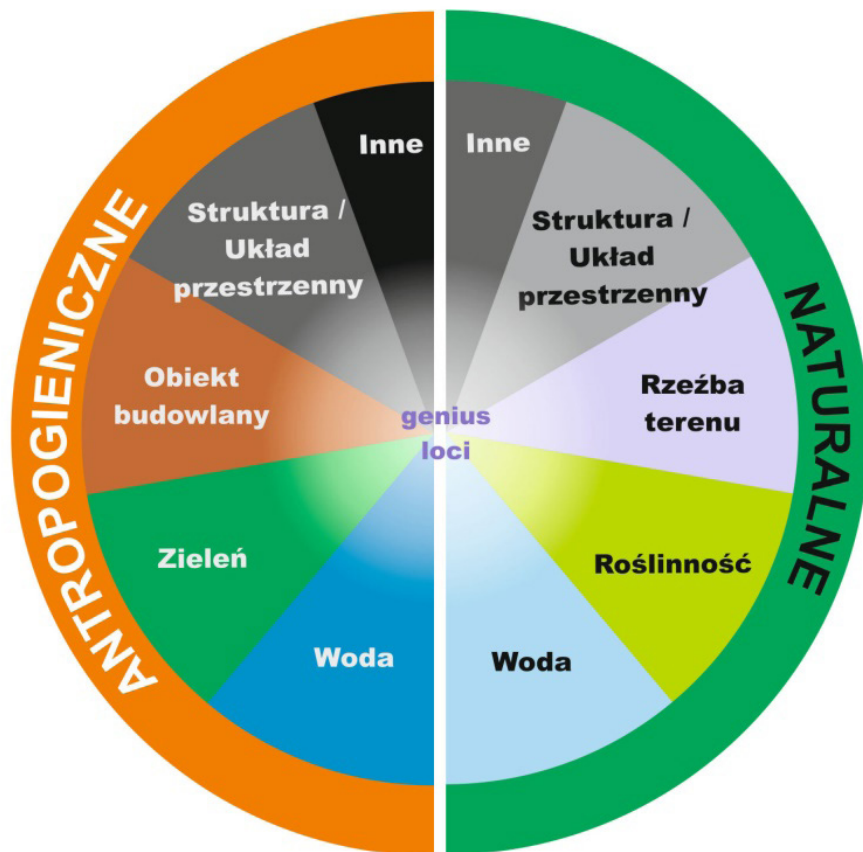 ANTROPOGIENICZNE
Inne
Struktura /
Układ
przestrzenny
Obiekt
budowlany
Zieleń
Woda
genius
loci
NATURALNE
Inne
Struktura /
Układ
przestrzenny
Rzeźba
terenu
Roślinność
Woda